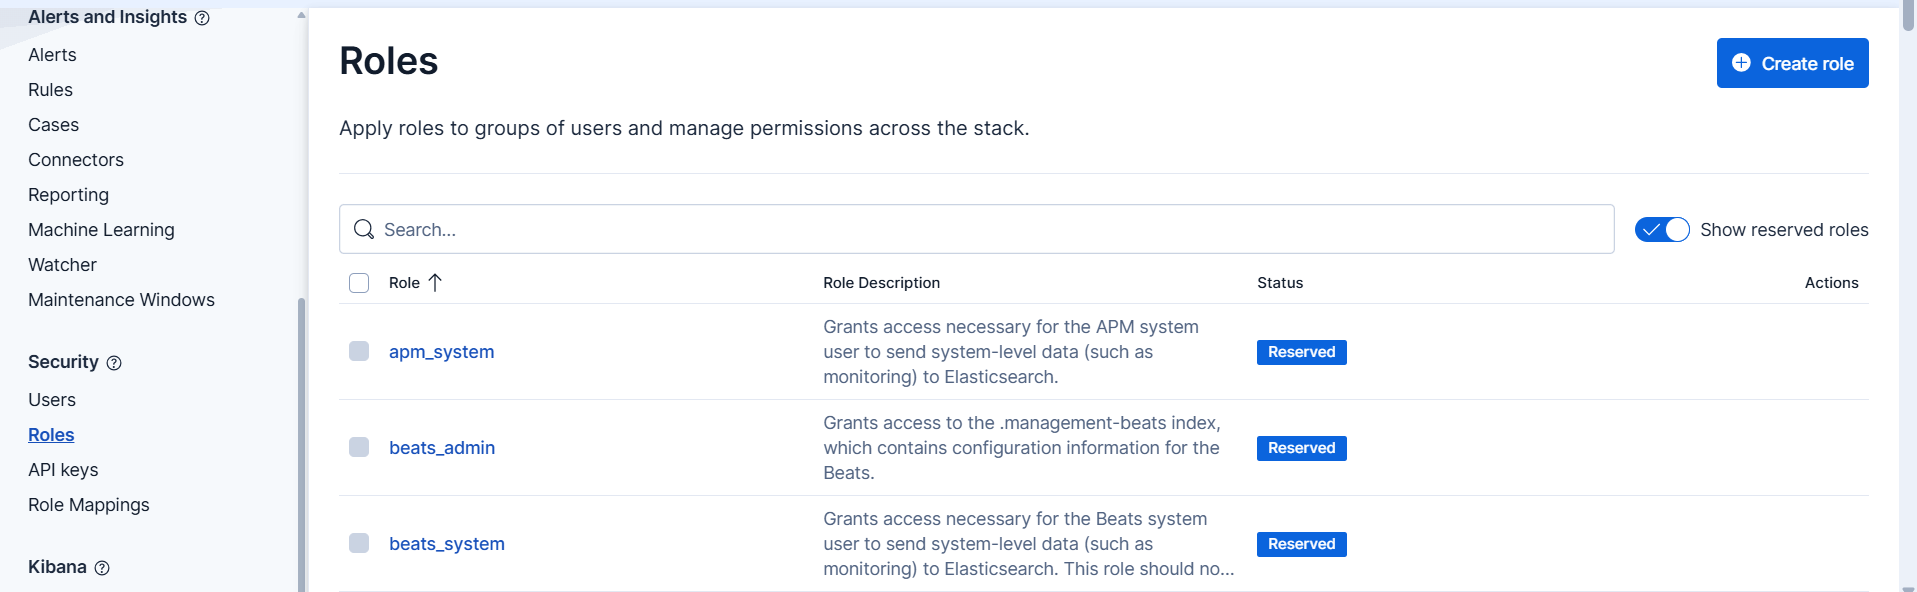 Alerts and Insights
Alerts
Rules
Cases
Connectors
Reporting
Machine Learning
Watcher
Maintenance Windows
Security
Users
Roles
API keys
Role Mappings
Kibana
Roles
Create role
Apply roles to groups of users and manage permissions across the stack.
Search...
Show reserved roles
Role Role Description Status Actions
apm_system
Grants access necessary for the APM system
user to send system-level data (such as
monitoring) to Elasticsearch.
Reserved
beats_admin
Grants access to the .management-beats index,
which contains configuration information for the
Beats.
Reserved
beats_system
Grants access necessary for the Beats system
user to send system-level data (such as
monitoring) to Elasticsearch. This role should no...
Reserved